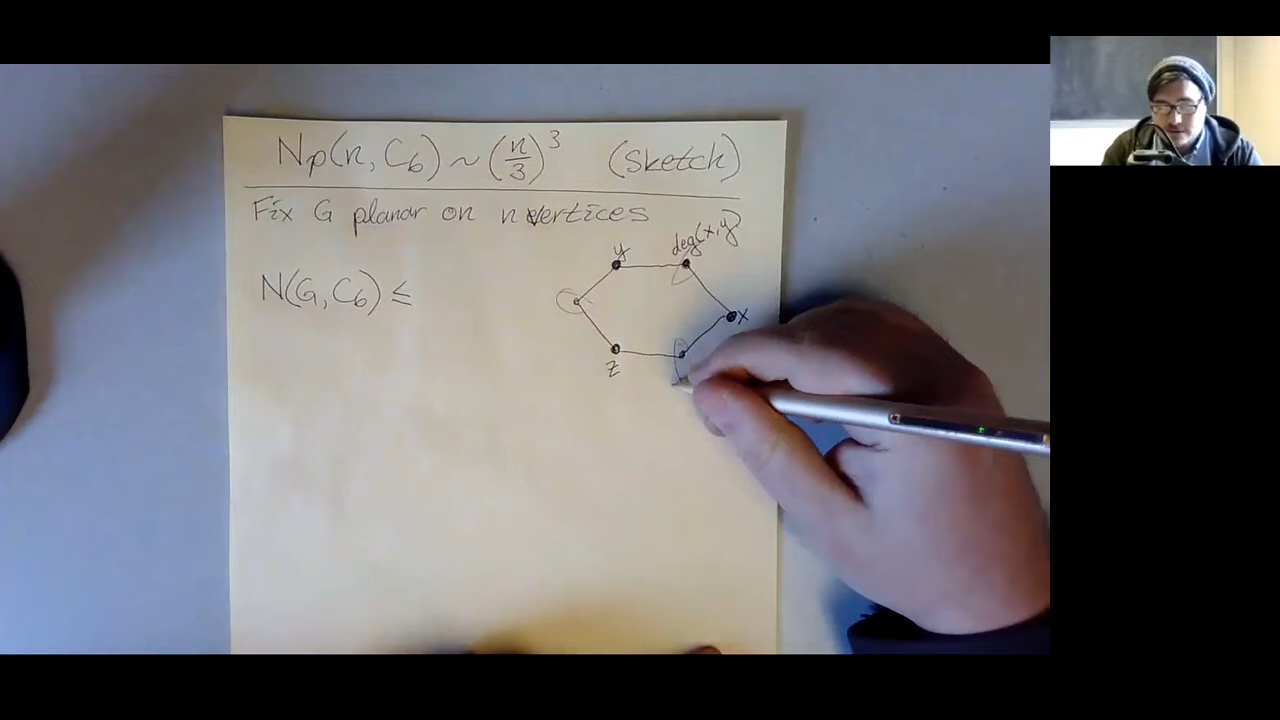 Np(n, C6) ~ (n/3)^3 (sketch)
Fix G planar on n vertices
deg(x,y)
y
N(G, C6) ≤
x
z